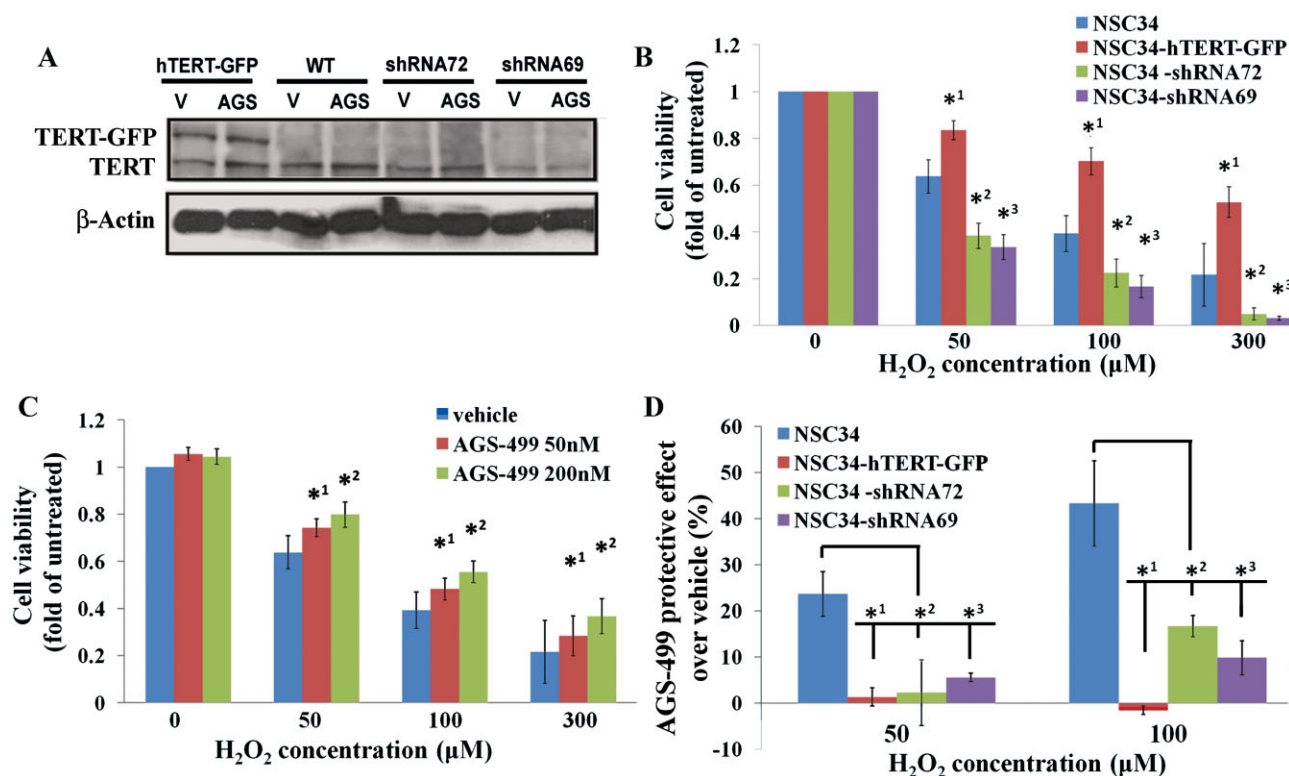 A
hTERT-GFP WT shRNA72 shRNA69
V AGS V AGS V AGS V AGS
TERT-GFP
TERT
β-Actin
B
NSC34
NSC34-hTERT-GFP
NSC34 -shRNA72
NSC34-shRNA69
Cell viability
(fold of untreated)
1.2
1
0.8
0.6
0.4
0.2
0
*1 *2 *3
*1 *2 *3
*1 *2 *3
0 50 100 300
H2O2 concentration (µM)
C
vehicle
AGS-499 50nM
AGS-499 200nM
Cell viability
(fold of untreated)
1.2
1
0.8
0.6
0.4
0.2
0
*1 *2
*1 *2
*1 *2
0 50 100 300
H2O2 concentration (µM)
D
NSC34
NSC34-hTERT-GFP
NSC34 -shRNA72
NSC34-shRNA69
AGS-499 protective effect
over vehicle (%)
60
50
40
30
20
10
0
-10
*1 *2 *3
*1 *2 *3
50 100
H2O2 concentration (µM)